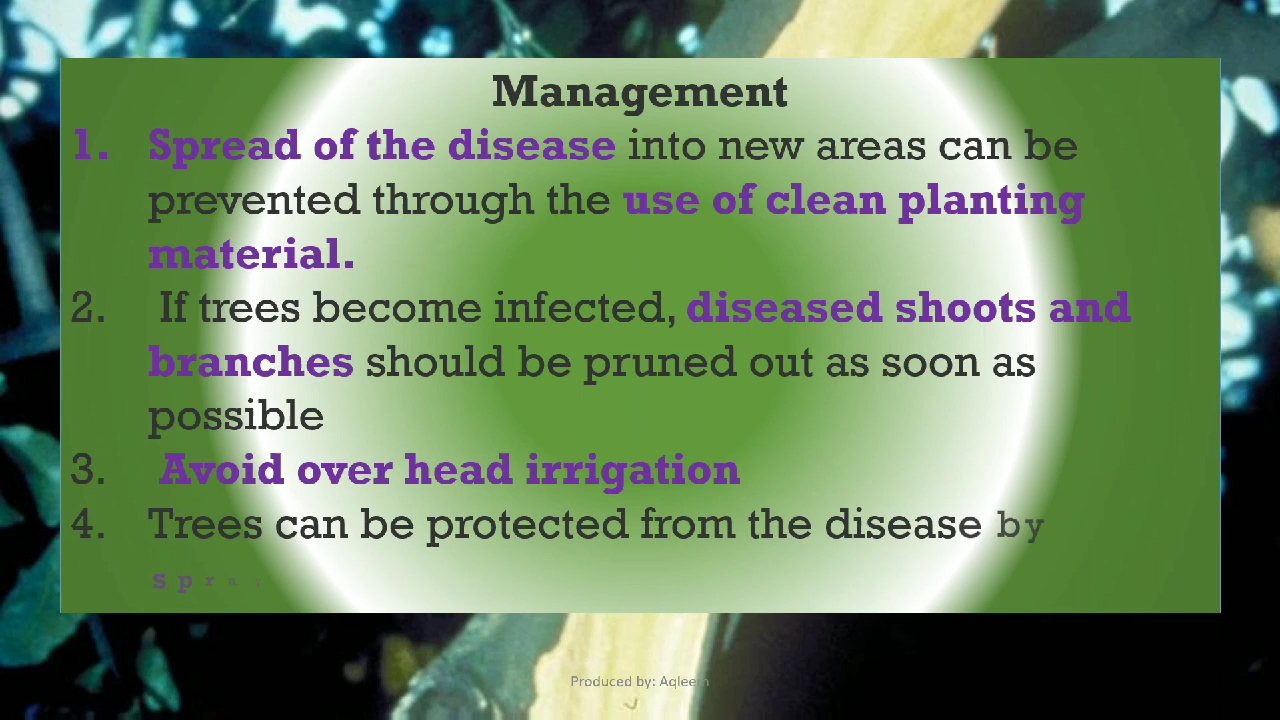 Management
1. Spread of the disease into new areas can be
prevented through the use of clean planting
material.
2. If trees become infected, diseased shoots and
branches should be pruned out as soon as
possible
3. Avoid over head irrigation
4. Trees can be protected from the disease by
Produced by: Aqleem